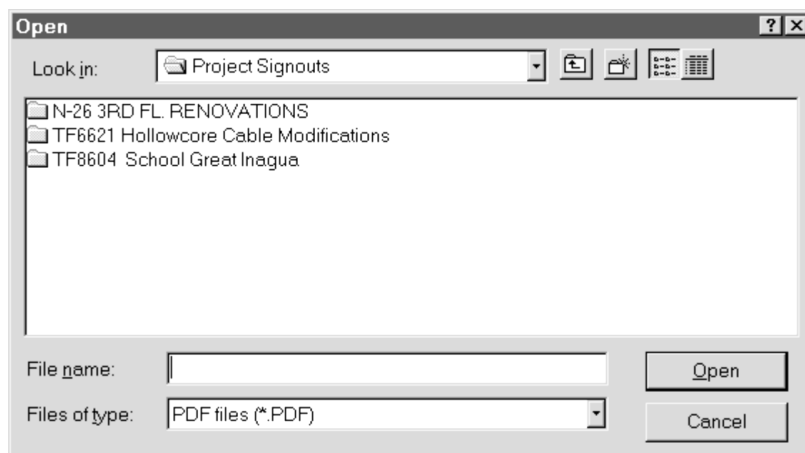 Open
Look in: Project Signouts
N-26 3RD FL. RENOVATIONS
TF6621 Hollowcore Cable Modifications
TF8604 School Great Inagua
File name: Open
Files of type: PDF files (*.PDF) Cancel